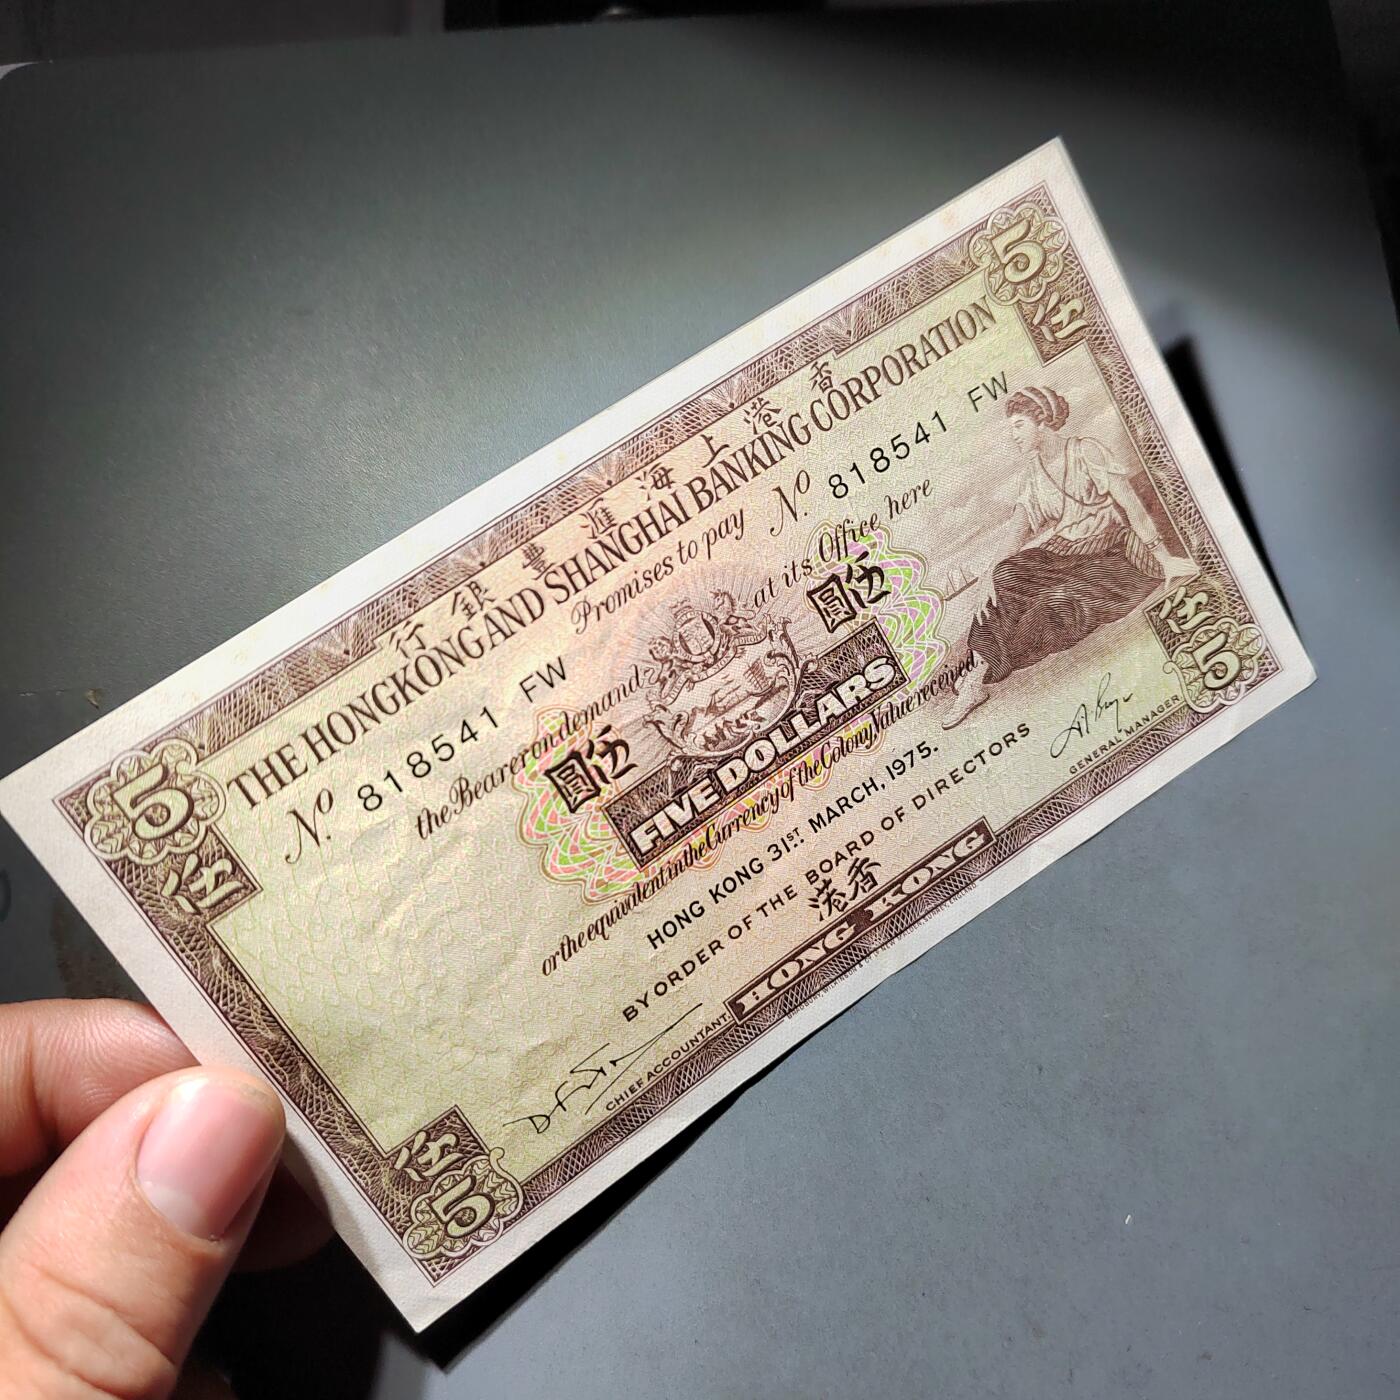 5
伍
行銀豐滙海上港香
THE HONGKONG AND SHANGHAI BANKING CORPORATION
5
伍
Promises to pay
Nº 818541 FW
Nº 818541 FW
the Bearer on demand
at its Office here
圓伍
圓伍
FIVE DOLLARS
or the equivalent in the Currency of the Colony, Value received.
HONG KONG 31ST MARCH, 1975.
BY ORDER OF THE BOARD OF DIRECTORS
港香
HONG KONG
CHIEF ACCOUNTANT.
GENERAL MANAGER
伍
5
伍
5